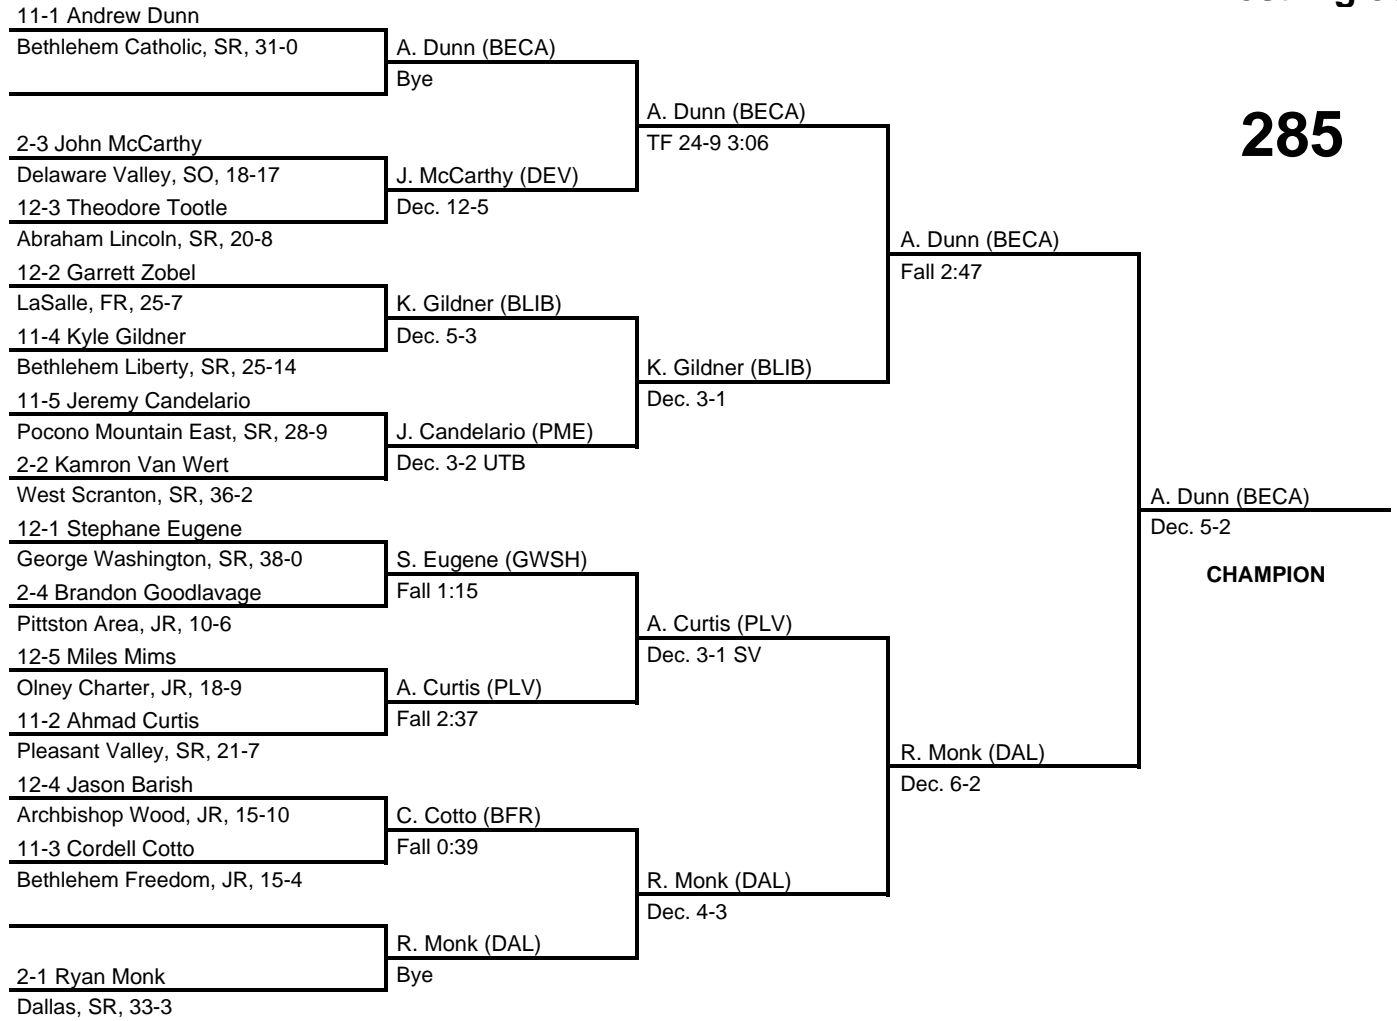 11-1 Andrew Dunn
Bethlehem Catholic, SR, 31-0
A. Dunn (BECA)
Bye
A. Dunn (BECA)
TF 24-9 3:06
285
2-3 John McCarthy
Delaware Valley, SO, 18-17
J. McCarthy (DEV)
12-3 Theodore Tootle
Dec. 12-5
Abraham Lincoln, SR, 20-8
A. Dunn (BECA)
12-2 Garrett Zobel
Fall 2:47
LaSalle, FR, 25-7
K. Gildner (BLIB)
11-4 Kyle Gildner
Dec. 5-3
Bethlehem Liberty, SR, 25-14
K. Gildner (BLIB)
11-5 Jeremy Candelario
Dec. 3-1
Pocono Mountain East, SR, 28-9
J. Candelario (PME)
2-2 Kamron Van Wert
Dec. 3-2 UTB
West Scranton, SR, 36-2
A. Dunn (BECA)
12-1 Stephane Eugene
Dec. 5-2
George Washington, SR, 38-0
S. Eugene (GWSH)
CHAMPION
2-4 Brandon Goodlavage
Fall 1:15
Pittston Area, JR, 10-6
A. Curtis (PLV)
12-5 Miles Mims
Dec. 3-1 SV
Olney Charter, JR, 18-9
A. Curtis (PLV)
11-2 Ahmad Curtis
Fall 2:37
Pleasant Valley, SR, 21-7
R. Monk (DAL)
12-4 Jason Barish
Dec. 6-2
Archbishop Wood, JR, 15-10
C. Cotto (BFR)
11-3 Cordell Cotto
Fall 0:39
Bethlehem Freedom, JR, 15-4
R. Monk (DAL)
Dec. 4-3
R. Monk (DAL)
2-1 Ryan Monk
Bye
Dallas, SR, 33-3